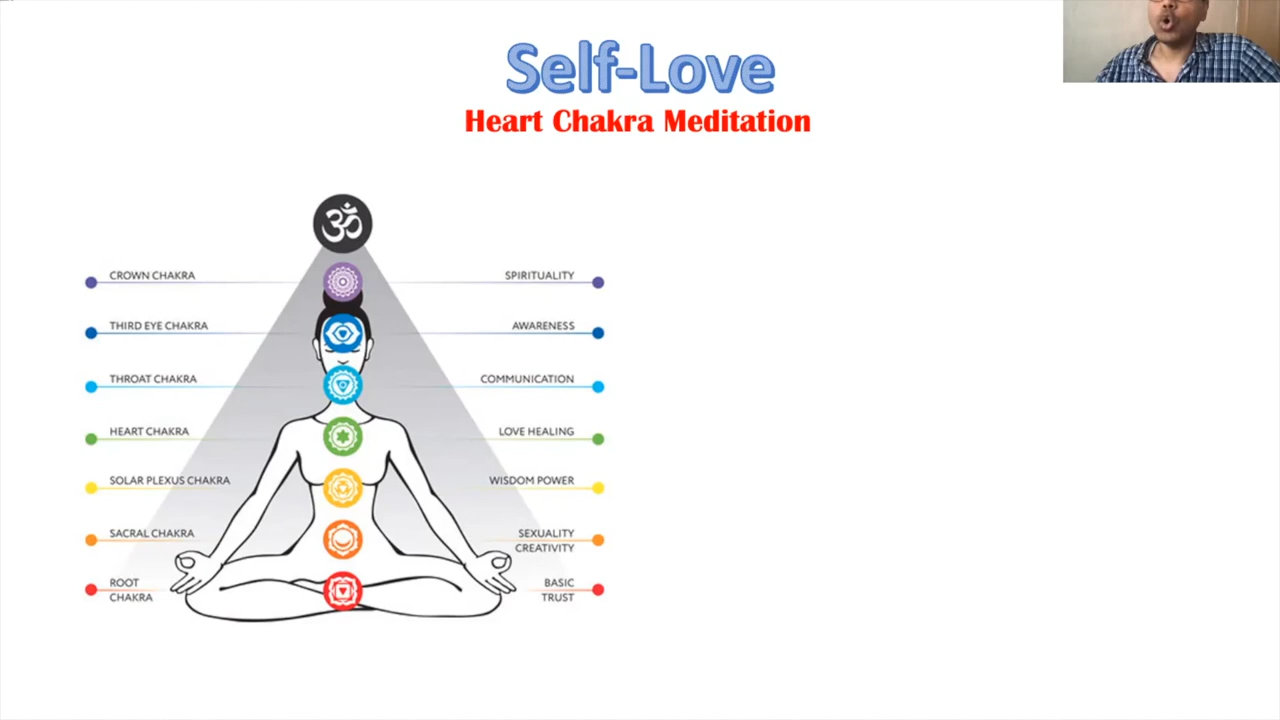 Self-Love
Heart Chakra Meditation
ॐ
CROWN CHAKRA
SPIRITUALITY
THIRD EYE CHAKRA
AWARENESS
THROAT CHAKRA
COMMUNICATION
HEART CHAKRA
LOVE HEALING
SOLAR PLEXUS CHAKRA
WISDOM POWER
SACRAL CHAKRA
SEXUALITY
CREATIVITY
ROOT
CHAKRA
BASIC
TRUST